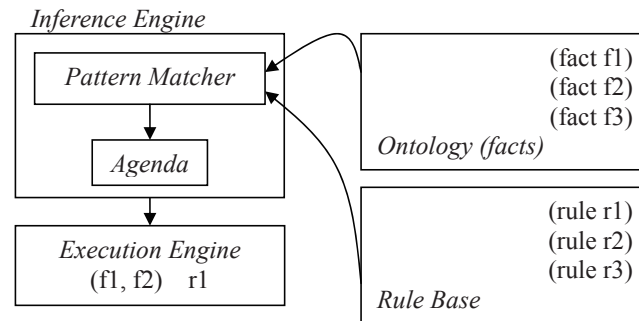 Inference Engine
Pattern Matcher
Agenda
Execution Engine
(f1, f2) r1
(fact f1)
(fact f2)
(fact f3)
Ontology (facts)
(rule r1)
(rule r2)
(rule r3)
Rule Base